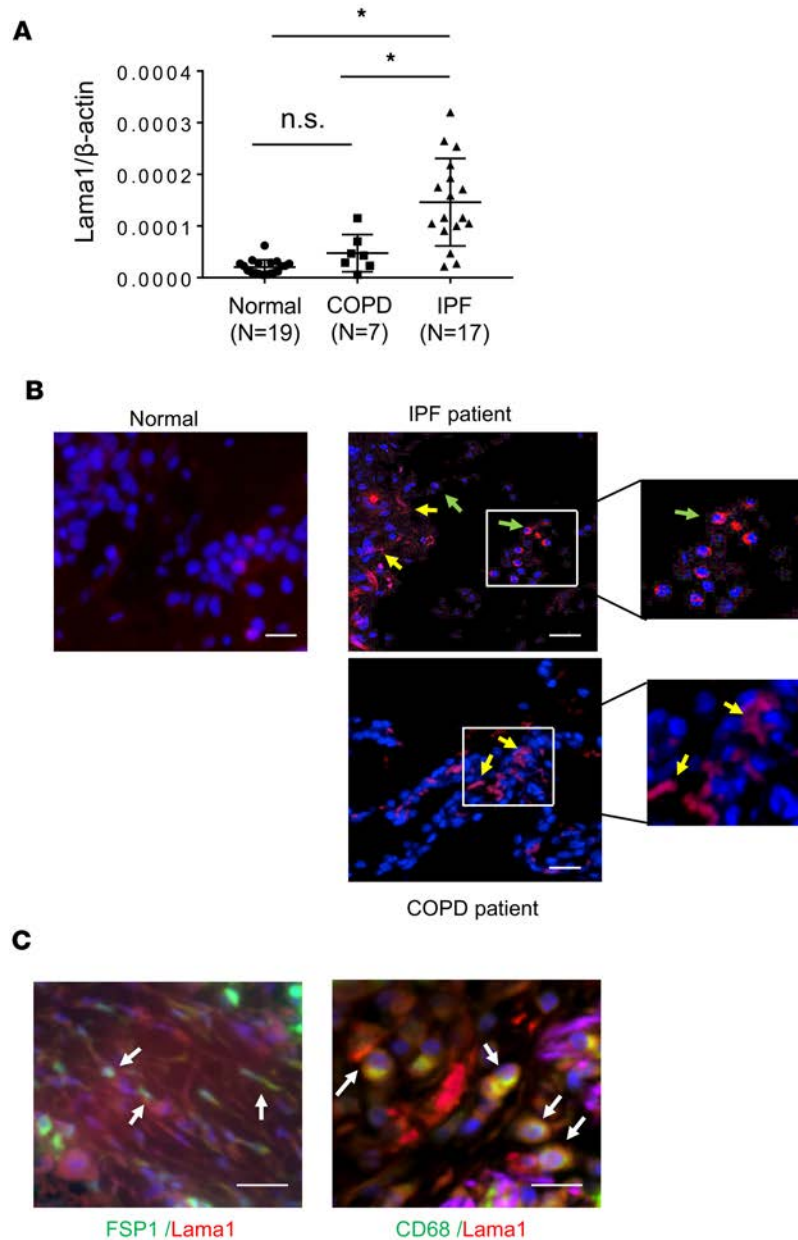 A
*
*
n.s.
Lama1/β-actin
0.0004
0.0003
0.0002
0.0001
0.0000
Normal COPD IPF
(N=19) (N=7) (N=17)
B
Normal IPF patient
COPD patient
C
FSP1 /Lama1 CD68 /Lama1